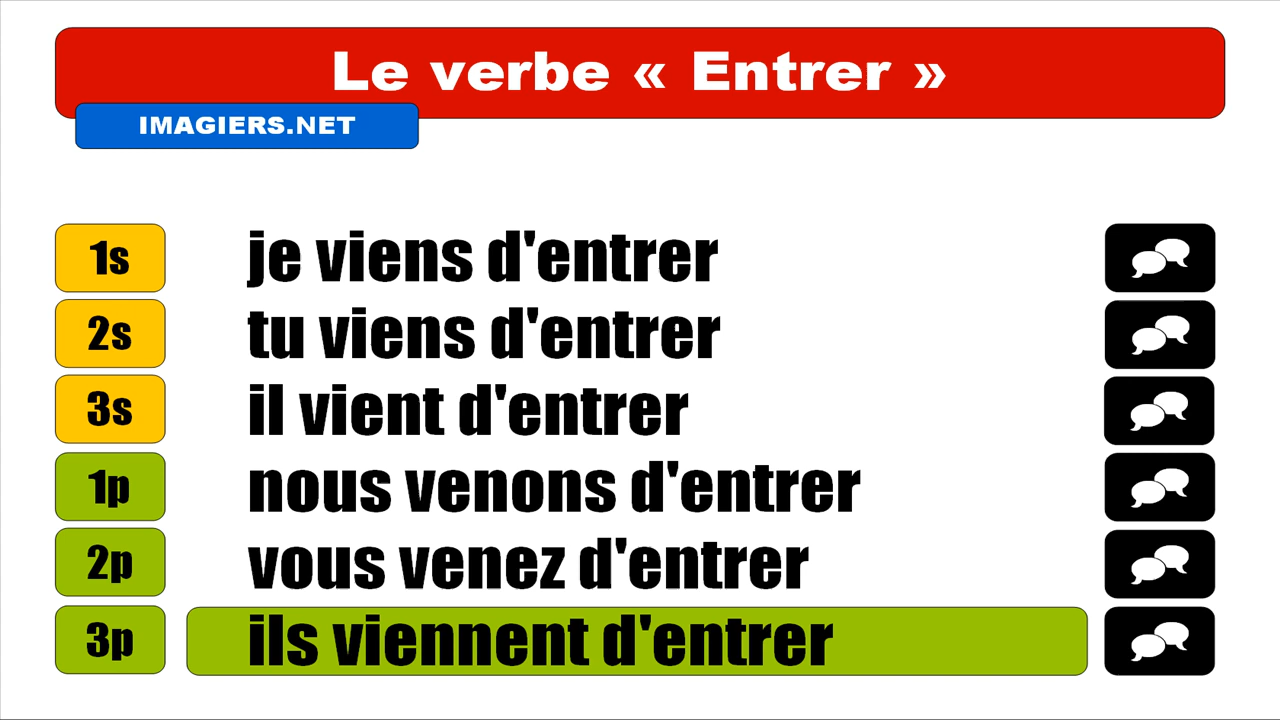 Le verbe « Entrer »
IMAGIERS.NET
1s je viens d'entrer
2s tu viens d'entrer
3s il vient d'entrer
1p nous venons d'entrer
2p vous venez d'entrer
3p ils viennent d'entrer